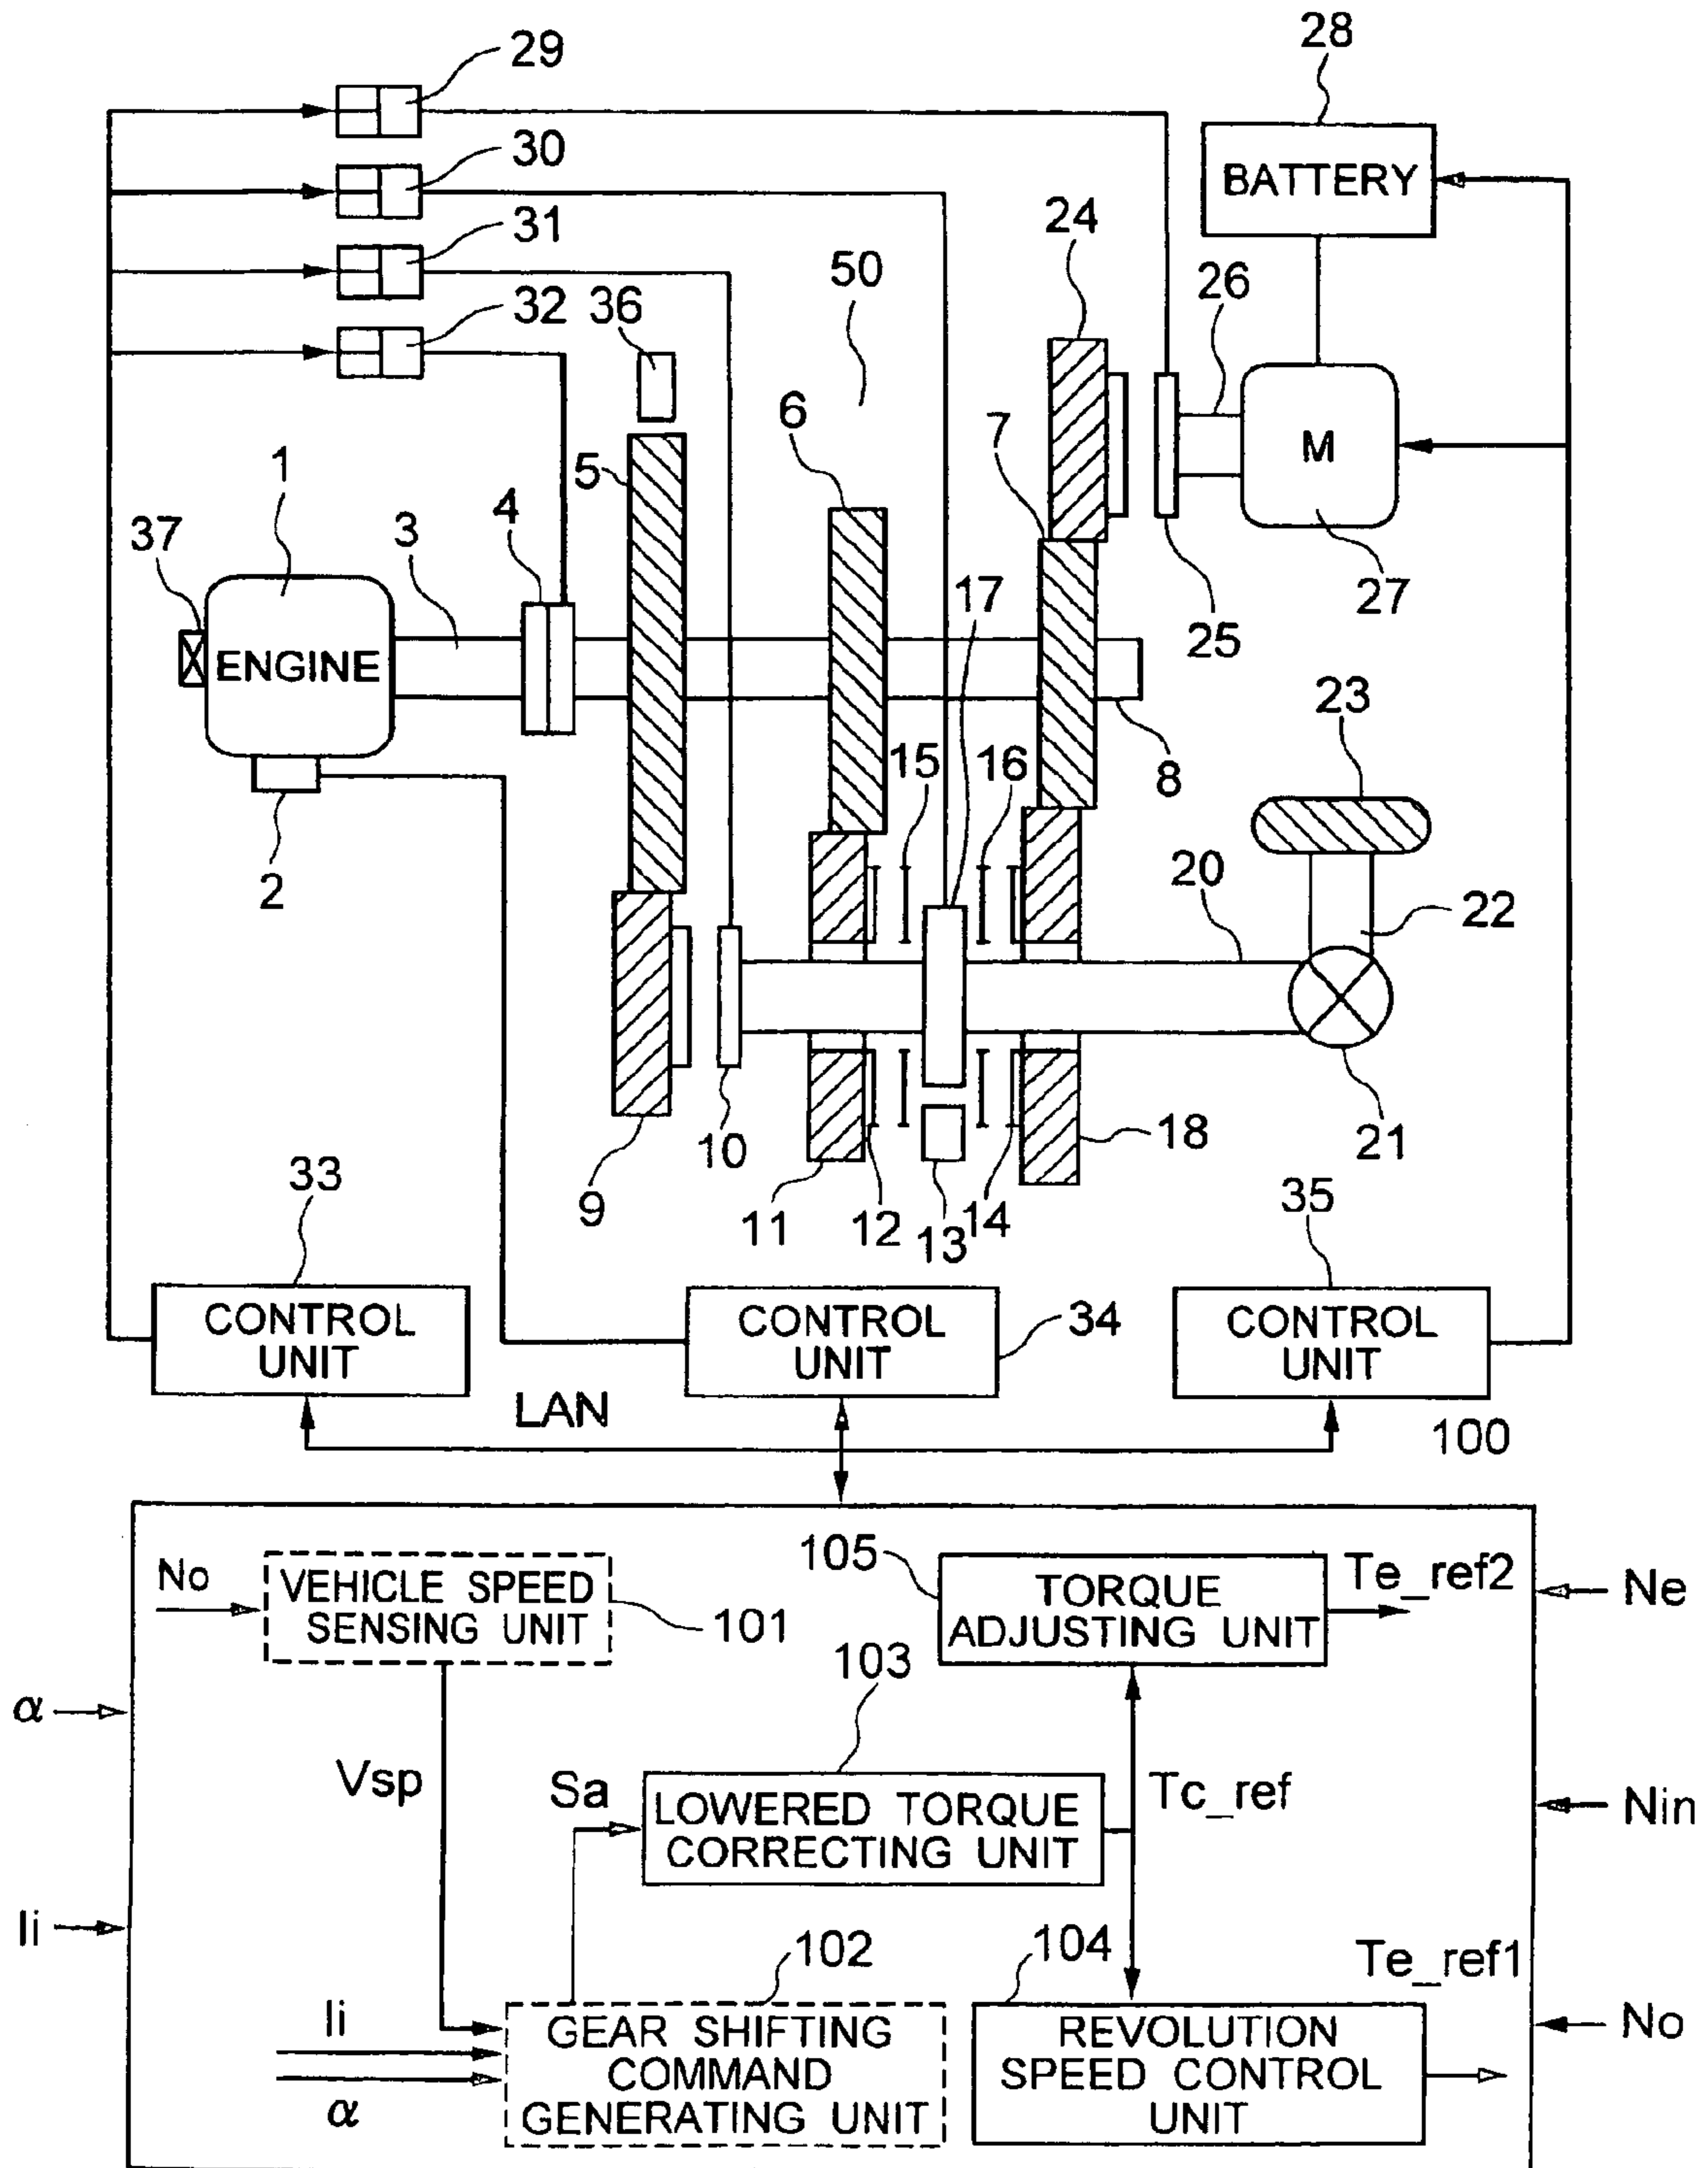 28
29
BATTERY
30
24
31
26
50
32
36
6
7
M
1
5
4
3
37
17
27
25
ENGINE
23
15
16
8
2
20
22
10
18
21
33
9
11
12
13
14
35
CONTROL
UNIT
CONTROL
UNIT
34
CONTROL
UNIT
LAN
100
No
VEHICLE SPEED
SENSING UNIT
101
105
TORQUE
ADJUSTING UNIT
Te_ref2
Ne
103
α
Vsp
Sa
LOWERED TORQUE
CORRECTING UNIT
Tc_ref
Nin
Ii
102
104
Te_ref1
Ii
α
GEAR SHIFTING
COMMAND
GENERATING UNIT
REVOLUTION
SPEED CONTROL
UNIT
No